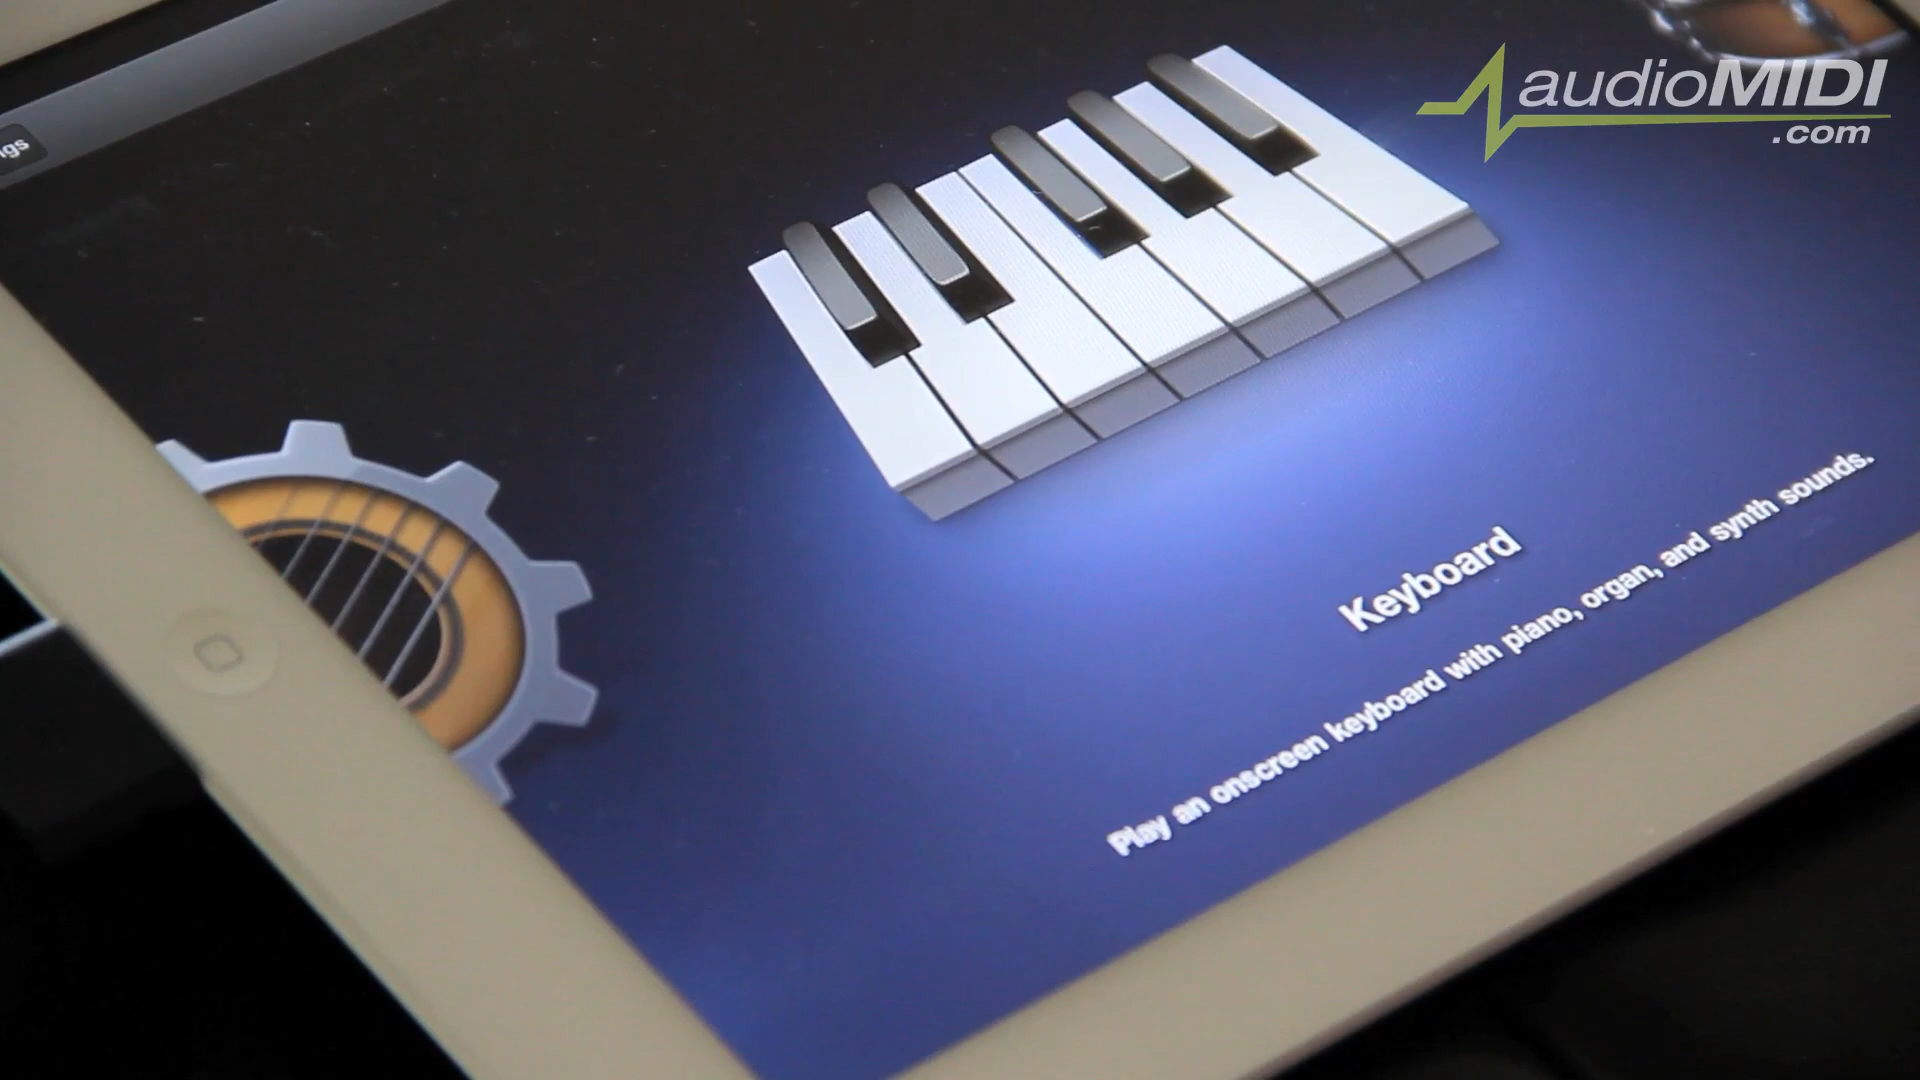 audioMIDI
.com
Keyboard
Play an onscreen keyboard with piano, organ, and synth sounds.